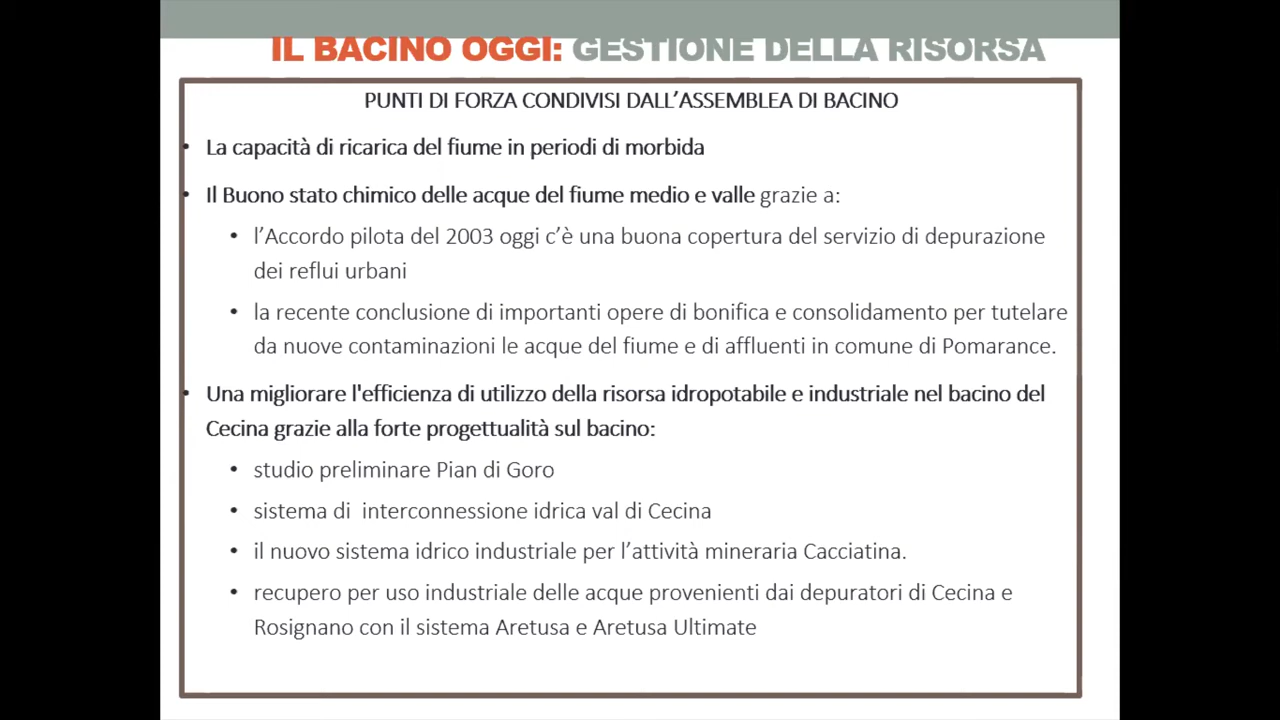 IL BACINO OGGI: GESTIONE DELLA RISORSA
PUNTI DI FORZA CONDIVISI DALL’ASSEMBLEA DI BACINO
• La capacità di ricarica del fiume in periodi di morbida
• Il Buono stato chimico delle acque del fiume medio e valle grazie a:
• l’Accordo pilota del 2003 oggi c’è una buona copertura del servizio di depurazione
dei reflui urbani
• la recente conclusione di importanti opere di bonifica e consolidamento per tutelare
da nuove contaminazioni le acque del fiume e di affluenti in comune di Pomarance.
• Una migliorare l'efficienza di utilizzo della risorsa idropotabile e industriale nel bacino del
Cecina grazie alla forte progettualità sul bacino:
• studio preliminare Pian di Goro
• sistema di  interconnessione idrica val di Cecina
• il nuovo sistema idrico industriale per l’attività mineraria Cacciatina.
• recupero per uso industriale delle acque provenienti dai depuratori di Cecina e
Rosignano con il sistema Aretusa e Aretusa Ultimate